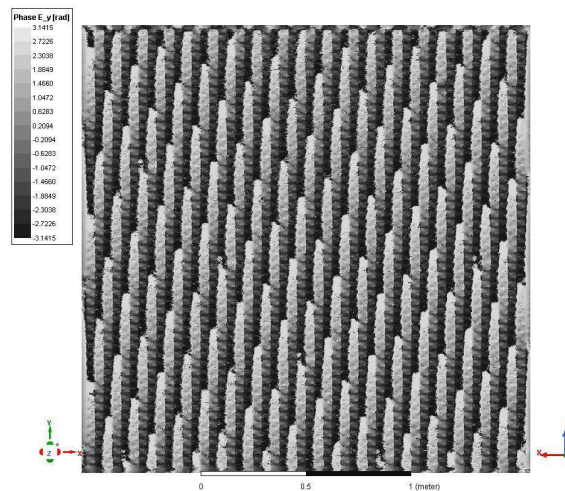 Phase E_y [rad]
3.1415
2.7226
2.3038
1.8849
1.4660
1.0472
0.6283
0.2094
-0.2094
-0.6283
-1.0472
-1.4660
-1.8849
-2.3038
-2.7226
-3.1415
Y
Z
X
X
0 0.5 1 (meter)